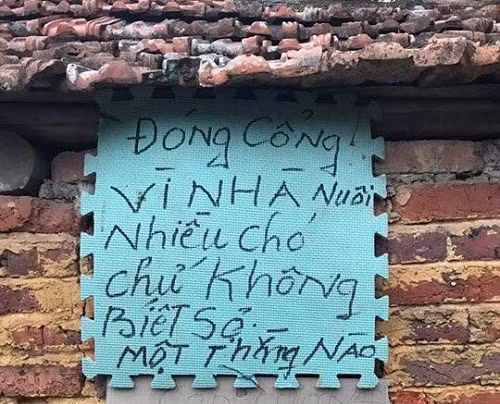 ĐÓNG CỔNG!
VÌ NHÀ NUÔI
NHIỀU CHÓ
CHỨ KHÔNG
BIẾT SỢ.
MỘT THẰNG NÀO